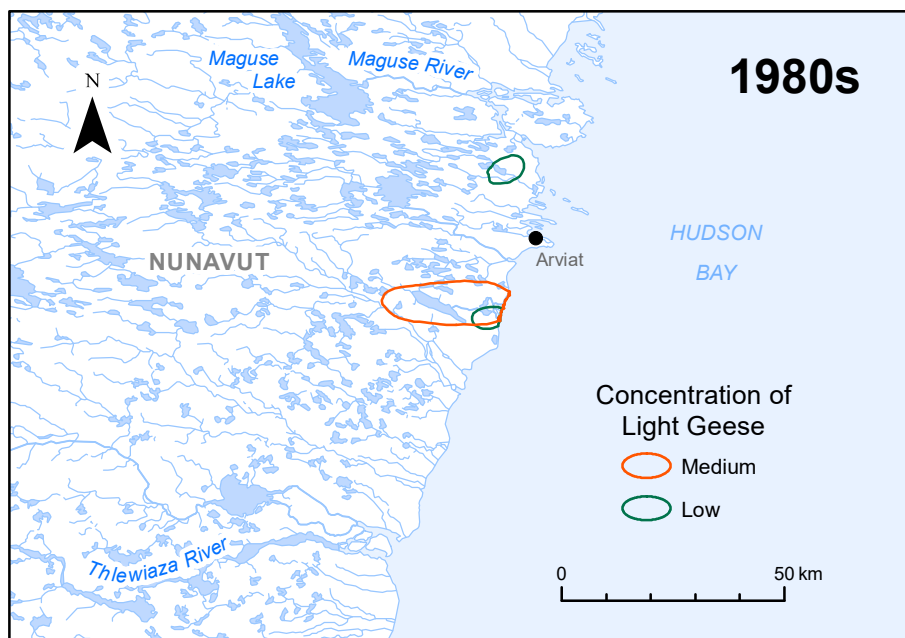 1980s
Maguse
Lake
Maguse River
N
HUDSON
BAY
Arviat
NUNAVUT
Concentration of
Light Geese
Medium
Low
Thlewiaza River
0
50 km